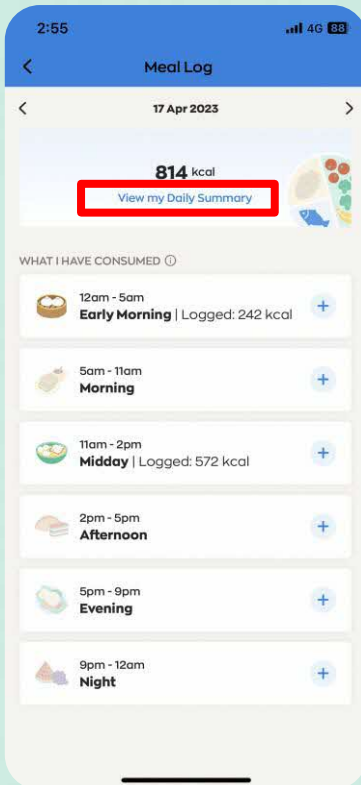 2:55 4G 88
Meal Log
17 Apr 2023
814 kcal
View my Daily Summary
WHAT I HAVE CONSUMED
12am - 5am
Early Morning | Logged: 242 kcal
5am - 11am
Morning
11am - 2pm
Midday | Logged: 572 kcal
2pm - 5pm
Afternoon
5pm - 9pm
Evening
9pm - 12am
Night